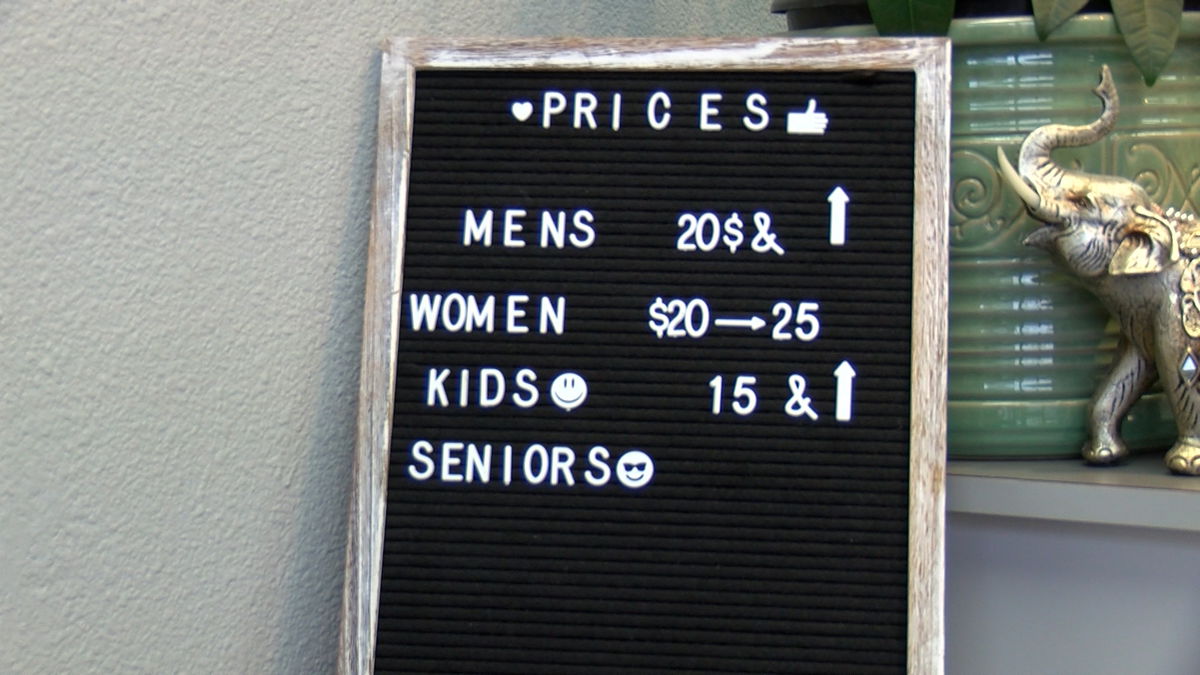 ♥PRICES👍
MENS 20$& ↑
WOMEN $20→25
KIDS☺ 15 &↑
SENIORS😎